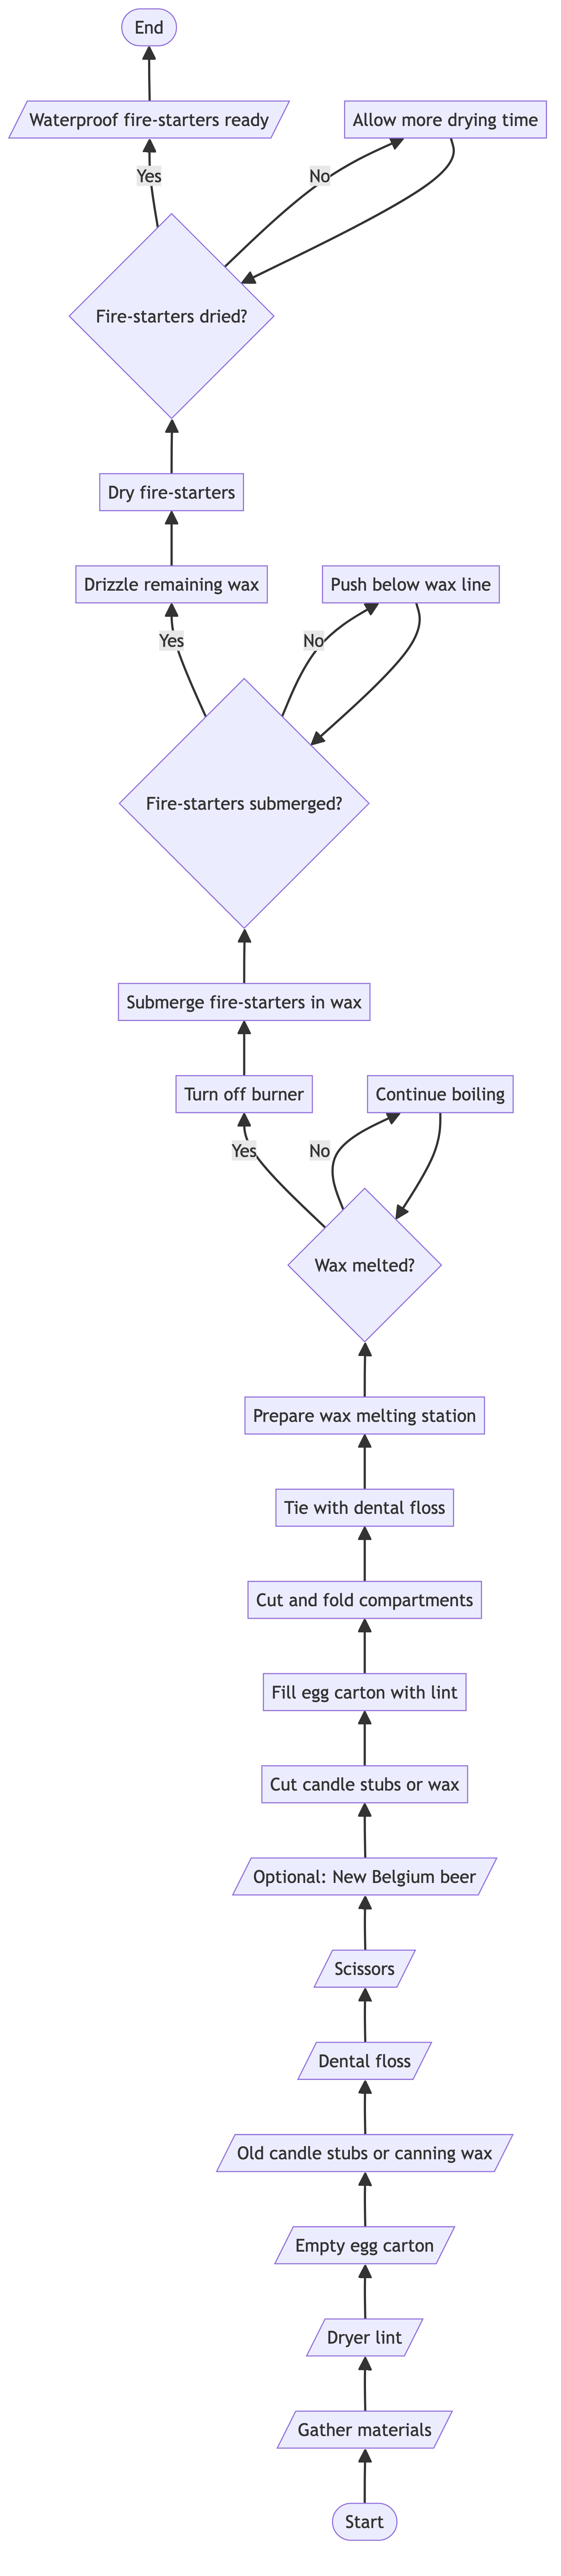 End
Waterproof fire-starters ready
Allow more drying time
Yes
No
Fire-starters dried?
Dry fire-starters
Drizzle remaining wax
Push below wax line
Yes
No
Fire-starters submerged?
Submerge fire-starters in wax
Turn off burner
Continue boiling
Yes
No
Wax melted?
Prepare wax melting station
Tie with dental floss
Cut and fold compartments
Fill egg carton with lint
Cut candle stubs or wax
Optional: New Belgium beer
Scissors
Dental floss
Old candle stubs or canning wax
Empty egg carton
Dryer lint
Gather materials
Start